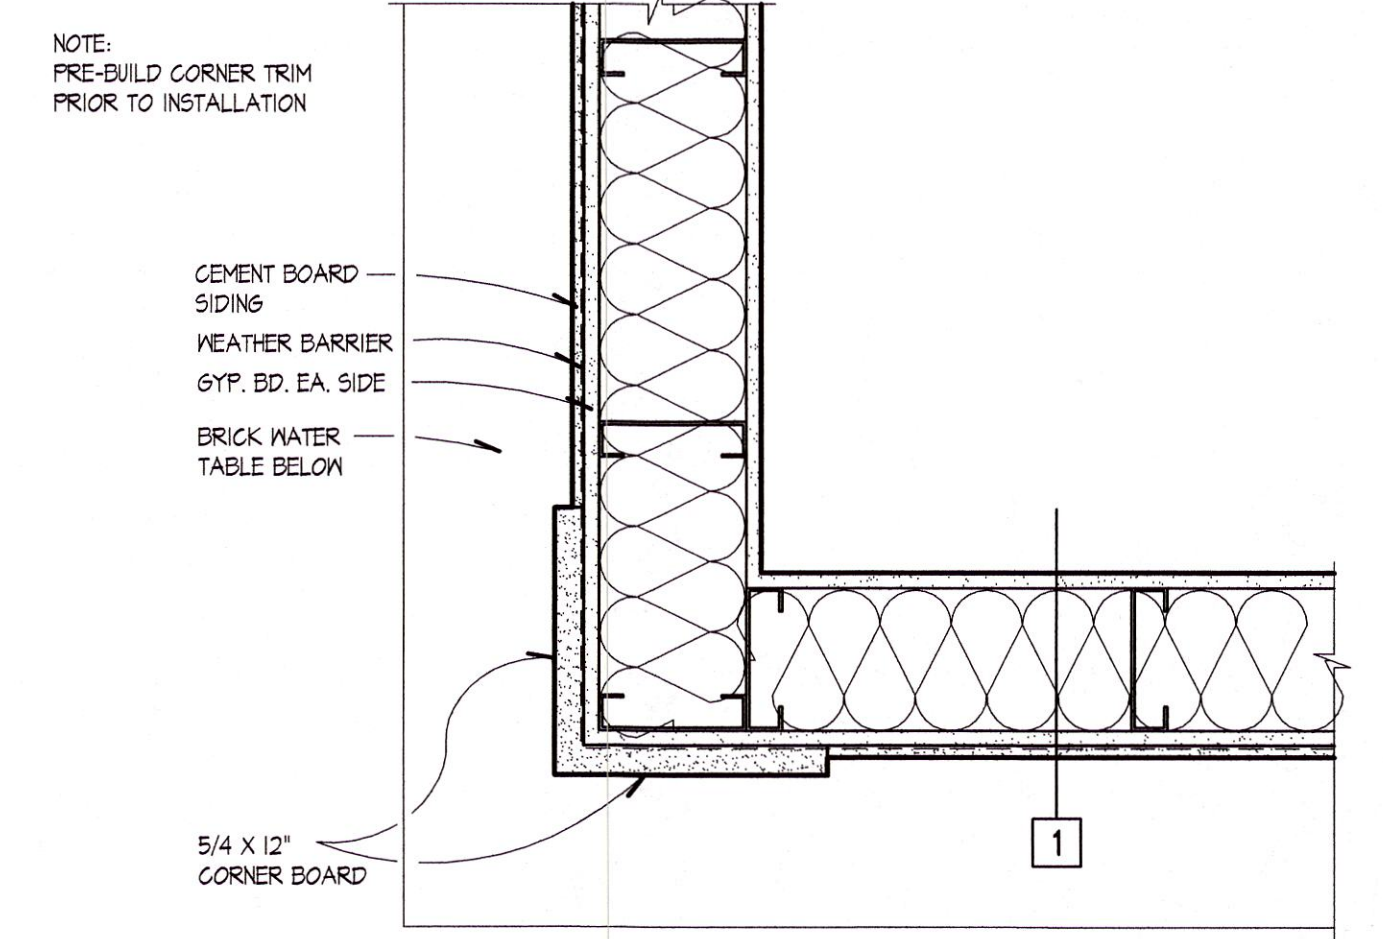 NOTE:
PRE-BUILD CORNER TRIM
PRIOR TO INSTALLATION
CEMENT BOARD
SIDING
WEATHER BARRIER
GYP. BD. EA. SIDE
BRICK WATER
TABLE BELOW
5/4 X 12"
CORNER BOARD
1